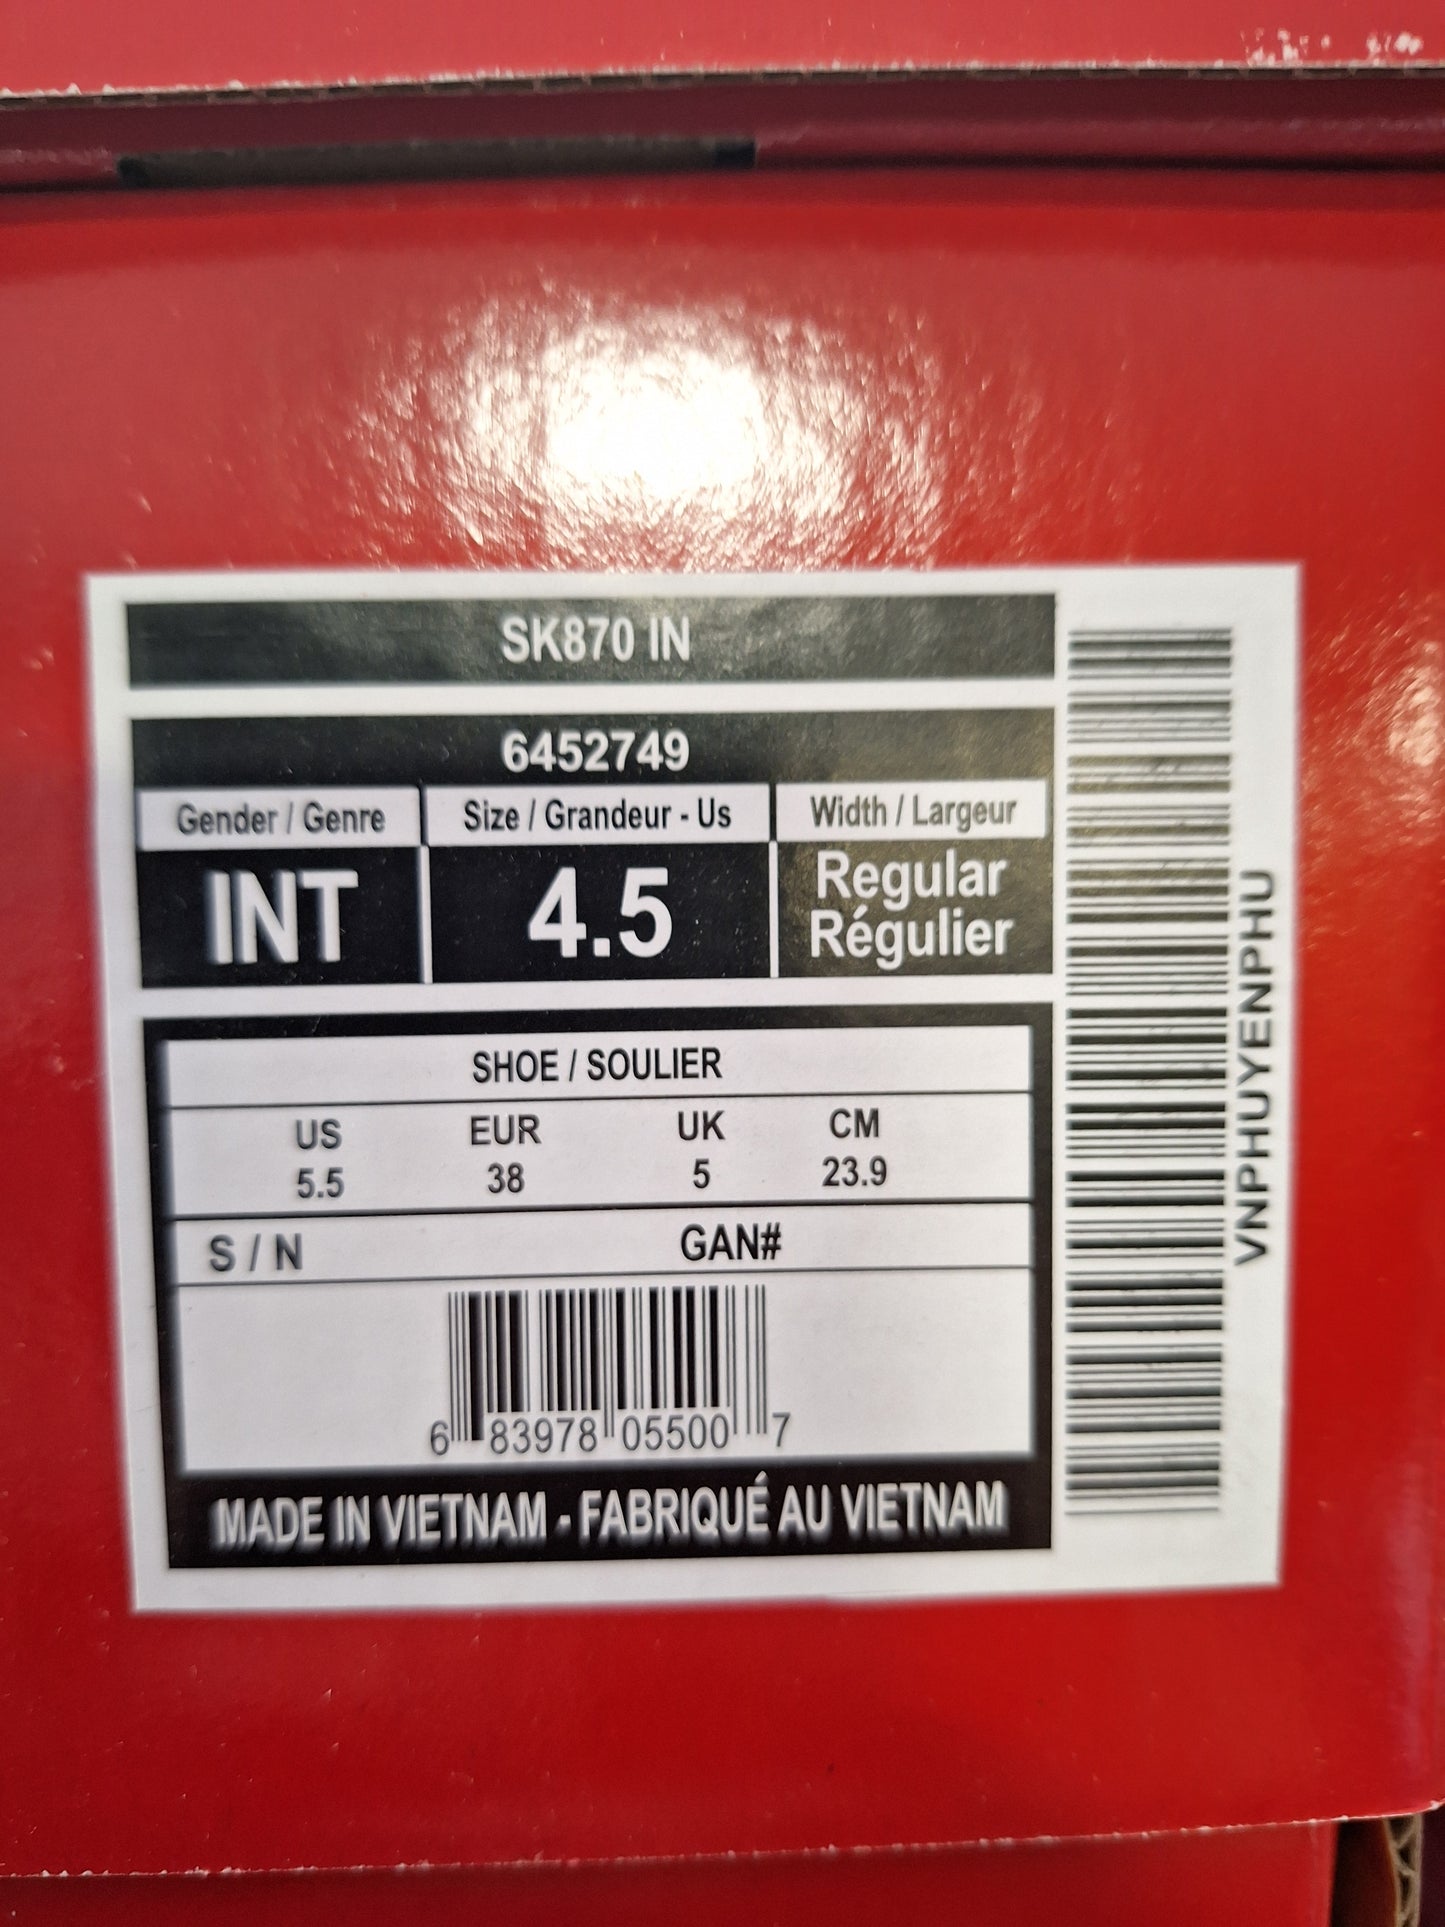 SK870 IN
6452749
Gender / Genre
Size / Grandeur - Us
Width / Largeur
INT
4.5
Regular
Régulier
SHOE / SOULIER
US EUR UK CM
5.5 38 5 23.9
S / N GAN#
6 83978 05500 7
MADE IN VIETNAM - FABRIQUÉ AU VIETNAM
VNPHUYENPHU